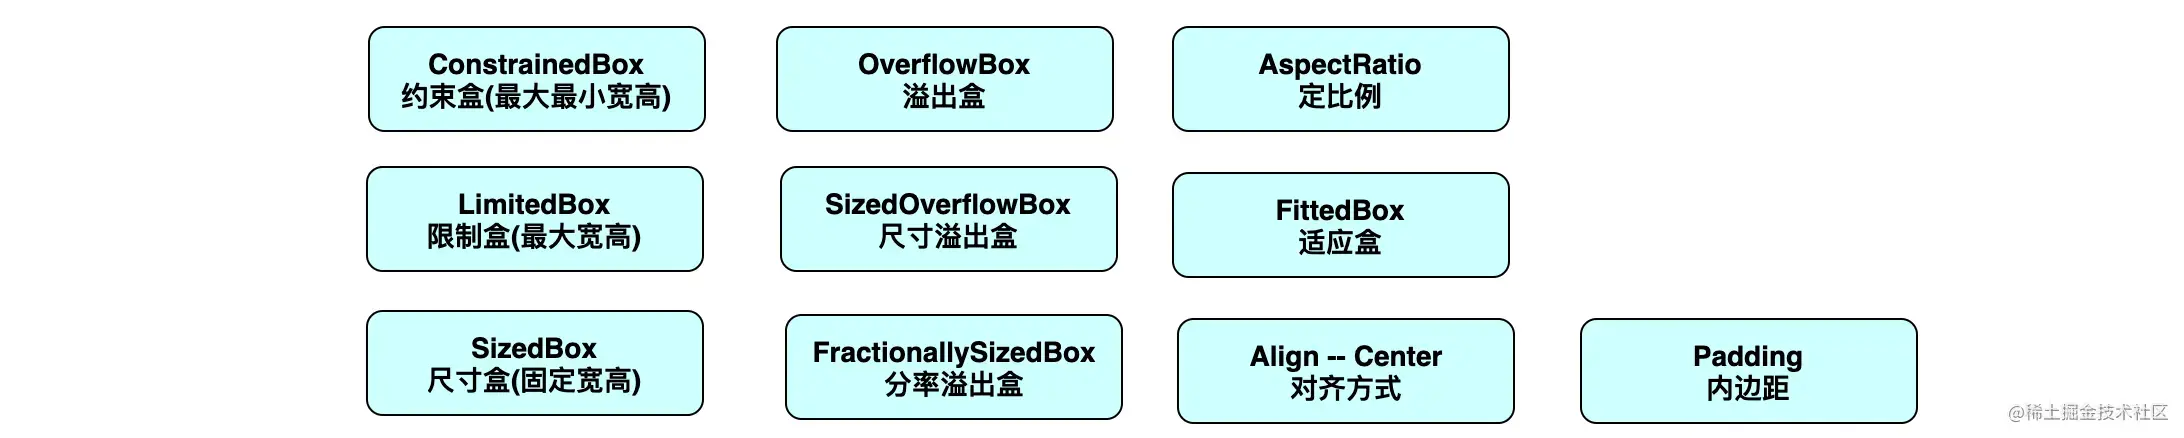 ConstrainedBox
约束盒(最大最小宽高)
OverflowBox
溢出盒
AspectRatio
定比例
LimitedBox
限制盒(最大宽高)
SizedOverflowBox
尺寸溢出盒
FittedBox
适应盒
SizedBox
尺寸盒(固定宽高)
FractionallySizedBox
分率溢出盒
Align -- Center
对齐方式
Padding
内边距
@稀土掘金技术社区